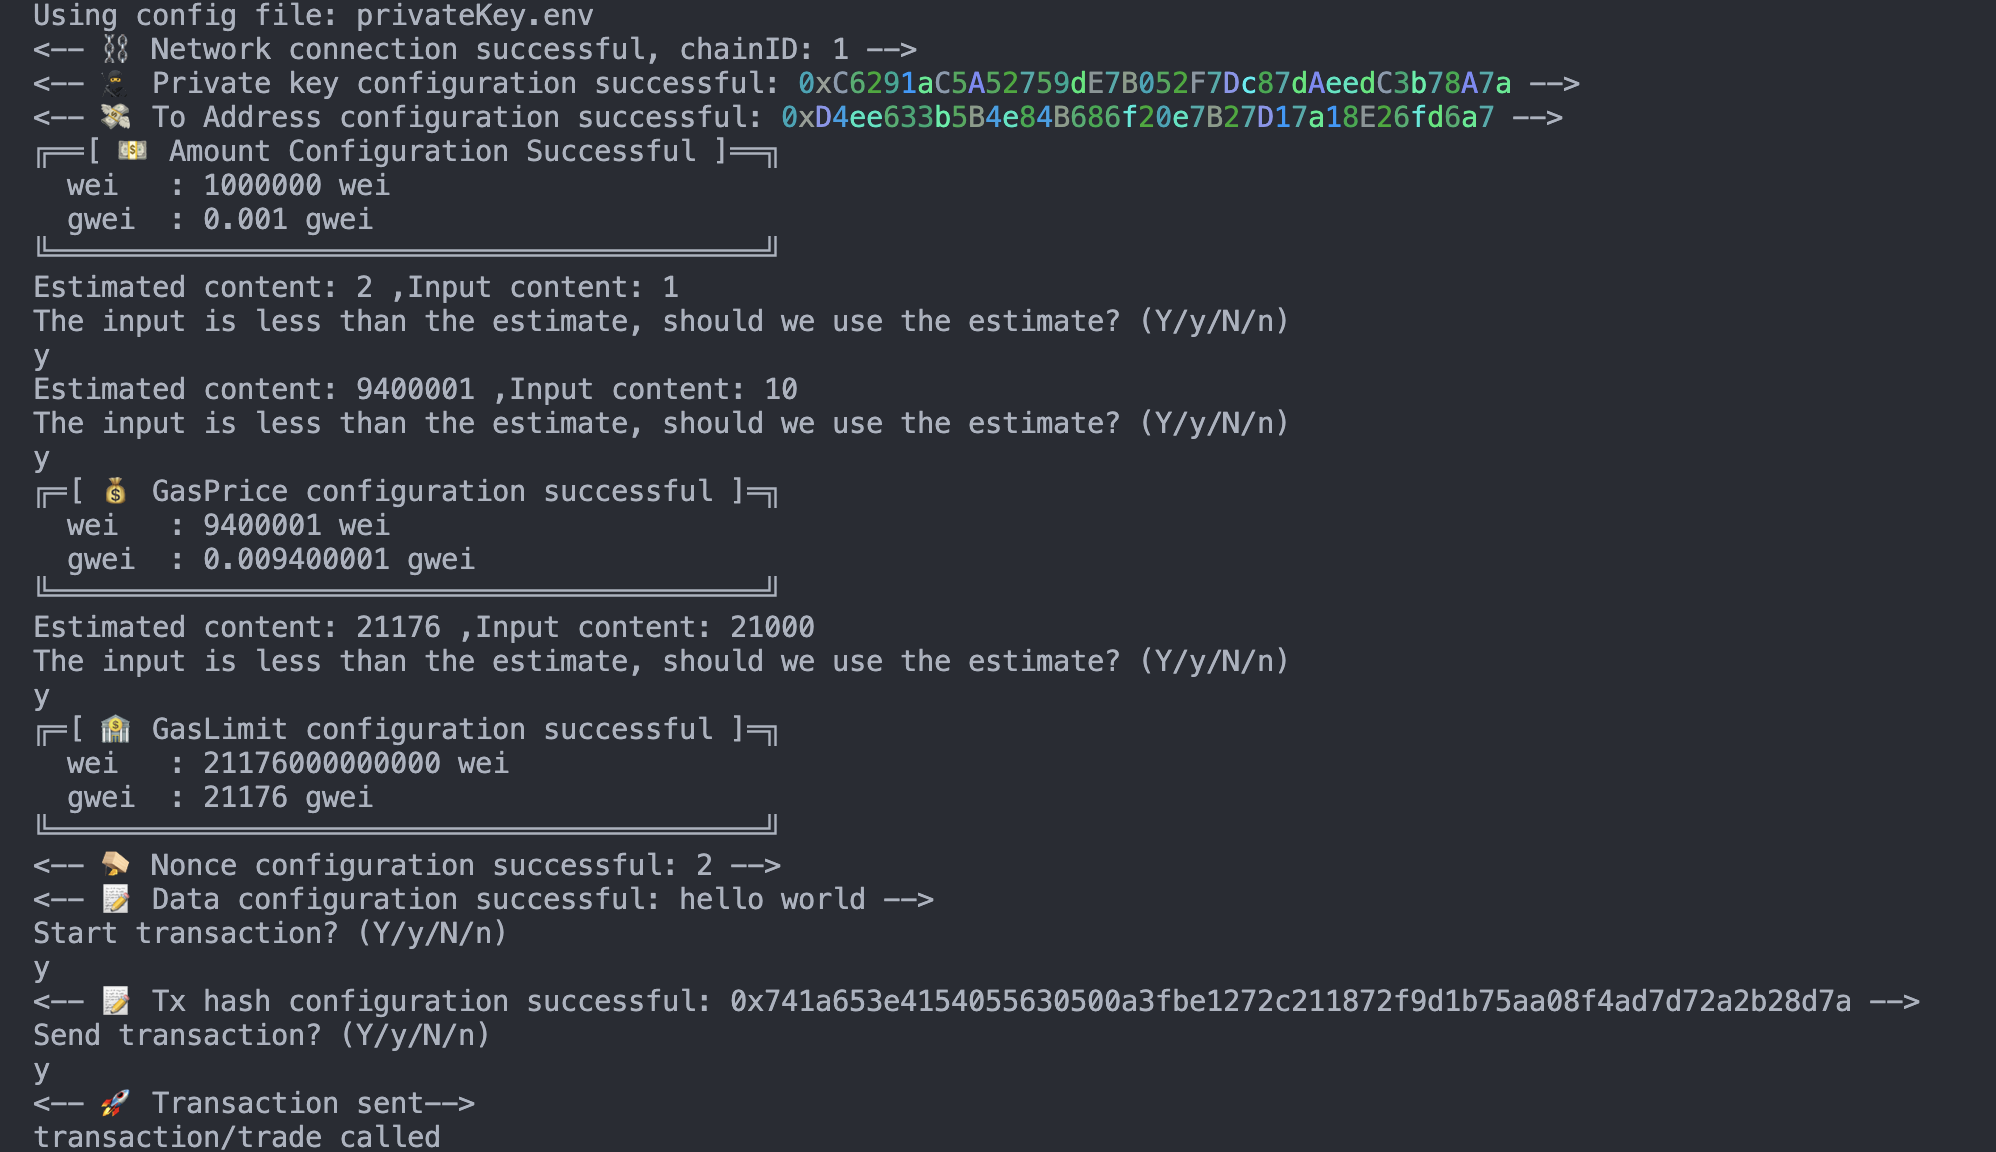 Using config file: privateKey.env
<-- ⛓ Network connection successful, chainID: 1 -->
<-- 🥷 Private key configuration successful: 0xC6291aC5A52759dE7B052F7Dc87dAeedC3b78A7a -->
<-- 💸 To Address configuration successful: 0xD4ee633b5B4e84B686f20e7B27D17a18E26fd6a7 -->
╔══[ 💵 Amount Configuration Successful ]══╗
  wei   : 1000000 wei
  gwei  : 0.001 gwei
╚══════════════════════════════════════════╝
Estimated content: 2 ,Input content: 1
The input is less than the estimate, should we use the estimate? (Y/y/N/n)
y
Estimated content: 9400001 ,Input content: 10
The input is less than the estimate, should we use the estimate? (Y/y/N/n)
y
╔═[ 💰 GasPrice configuration successful ]═╗
  wei   : 9400001 wei
  gwei  : 0.009400001 gwei
╚══════════════════════════════════════════╝
Estimated content: 21176 ,Input content: 21000
The input is less than the estimate, should we use the estimate? (Y/y/N/n)
y
╔═[ 🏦 GasLimit configuration successful ]═╗
  wei   : 21176000000000 wei
  gwei  : 21176 gwei
╚══════════════════════════════════════════╝
<-- Nonce configuration successful: 2 -->
<-- 📝 Data configuration successful: hello world -->
Start transaction? (Y/y/N/n)
y
<-- 📝 Tx hash configuration successful: 0x741a653e4154055630500a3fbe1272c211872f9d1b75aa08f4ad7d72a2b28d7a -->
Send transaction? (Y/y/N/n)
y
<-- 🚀 Transaction sent-->
transaction/trade called